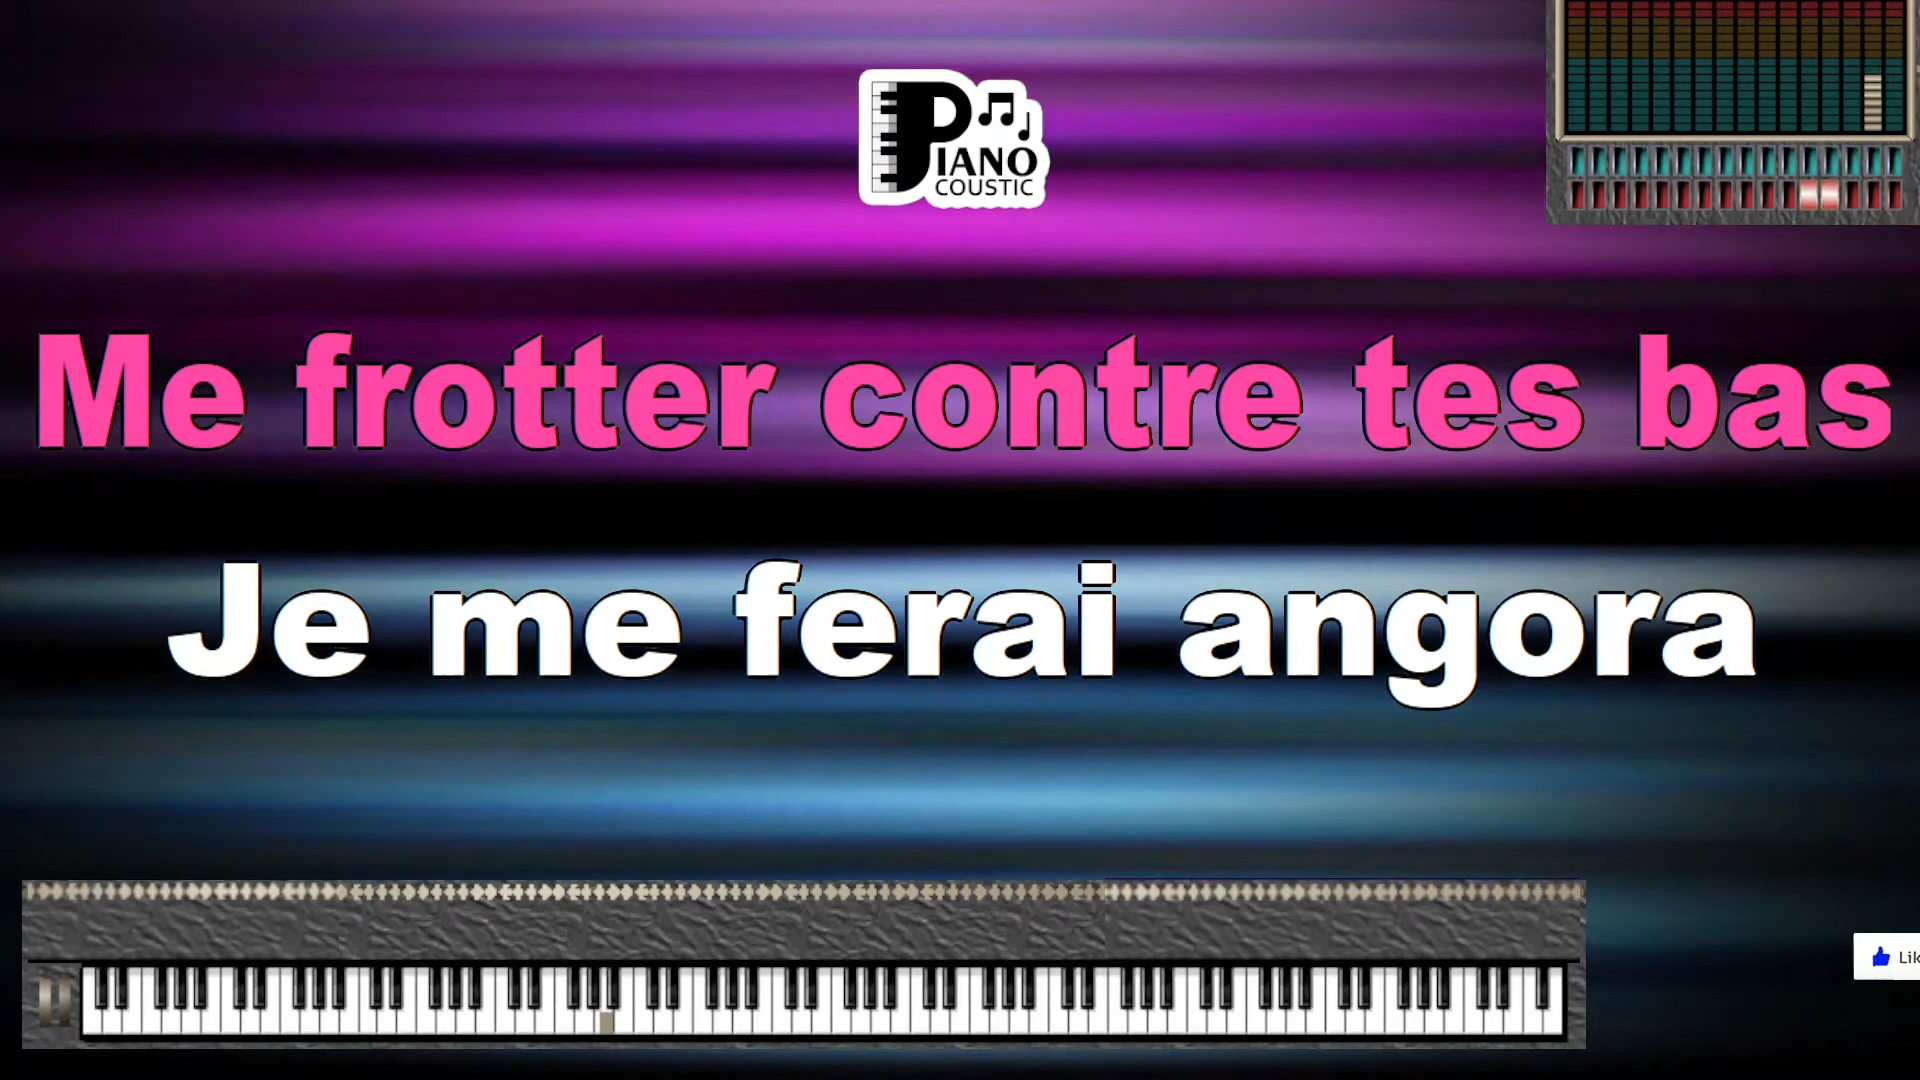 PIANO
COUSTIC
Me frotter contre tes bas
Je me ferai angora
Lik